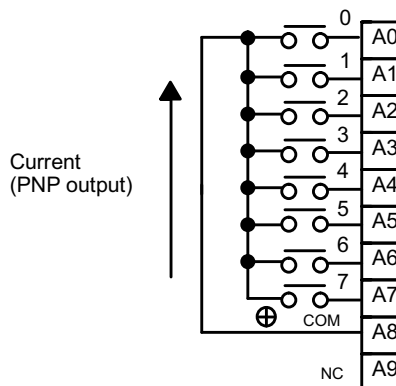 0
A0
1
A1
2
A2
3
A3
Current
(PNP output)
4
A4
5
A5
6
A6
7
A7
COM
A8
NC
A9